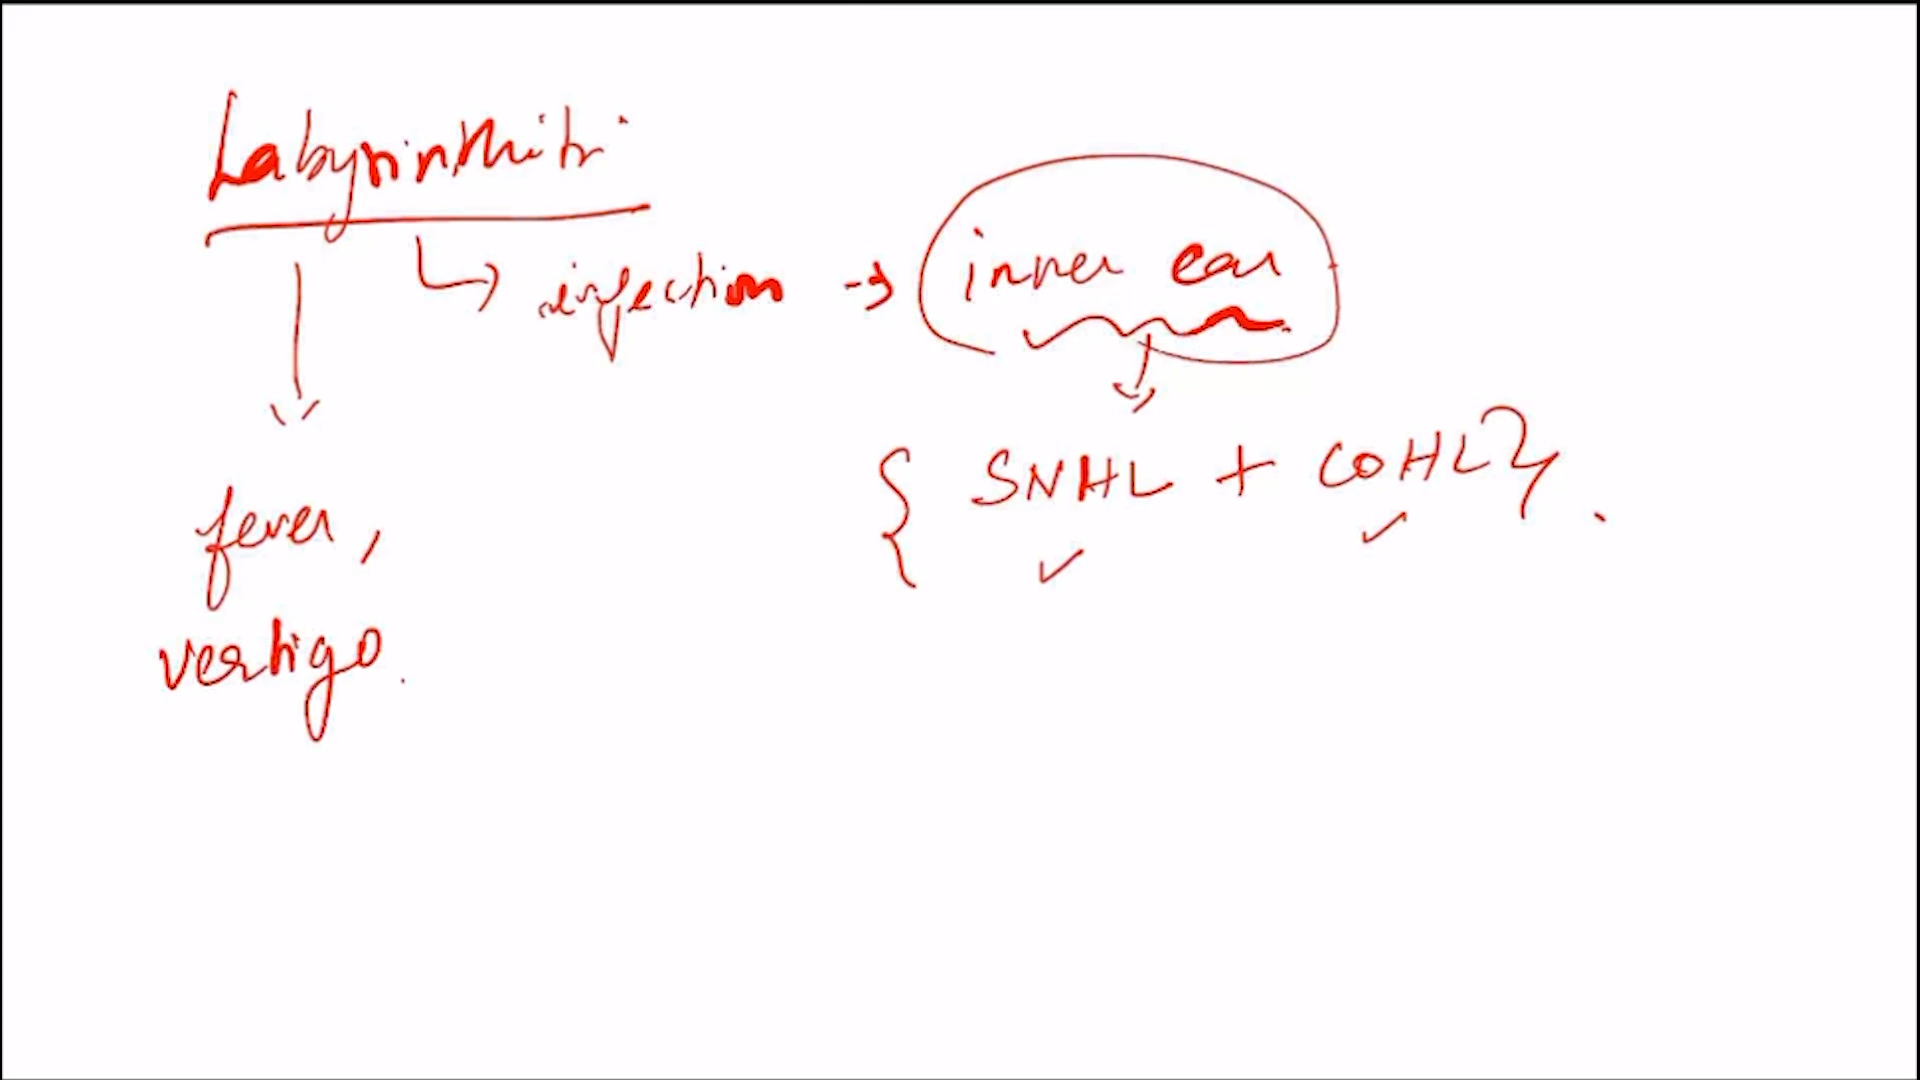 Labyrinthitis
infection → inner ear
{ SNHL + COHL }
fever,
vertigo.